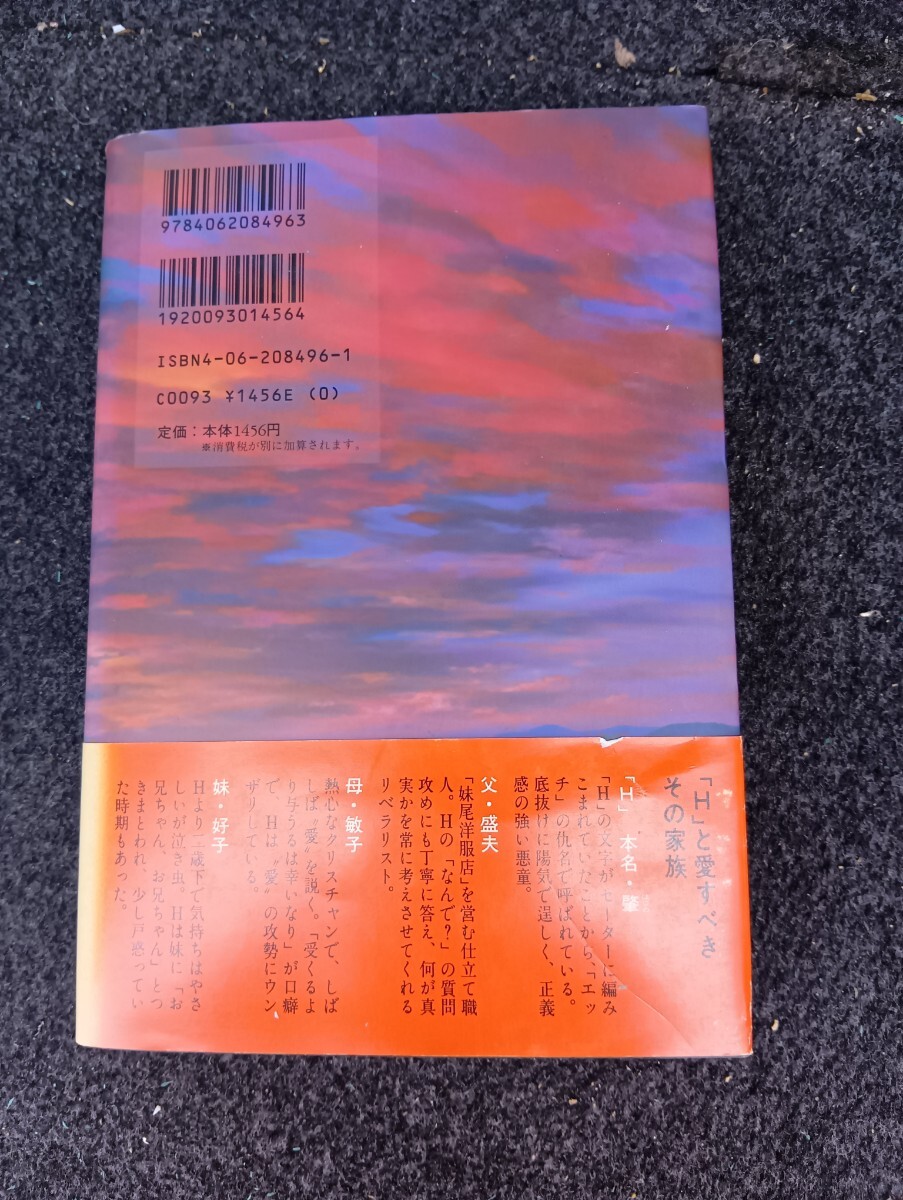 9784062084963
1920093014564
ISBN4-06-208496-1
C0093 ¥1456E (0)
定価：本体1456円
※消費税が別に加算されます。
「H」と愛すべき
その家族
「H」 本名・肇
「H」の文字がセーターに編み
こまれていたことから、「エッ
チ」の仇名で呼ばれている。
底抜けに陽気で逞しく、正義
感の強い悪童。
父・盛夫
「妹尾洋服店」を営む仕立て職
人。Hの「なんで？」の質問
攻めにも丁寧に答え、何が真
実かを常に考えさせてくれる
リベラリスト。
母・敏子
熱心なクリスチャンで、しば
しば〝愛〟を説く。「受くるよ
り与うるは幸いなり」が口癖
で、Hは〝愛〟の攻勢にウン
ザリしている。
妹・好子
Hより二歳下で気持ちはやさ
しいが泣き虫。Hは妹に「お
兄ちゃん、お兄ちゃん」とつ
きまとわれ、少し戸惑ってい
た時期もあった。